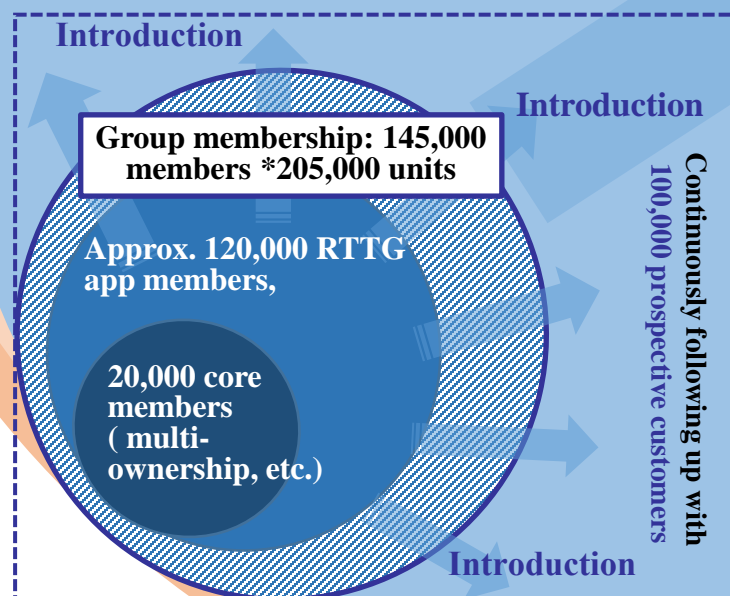 Introduction
Introduction
Group membership: 145,000
members *205,000 units
Approx. 120,000 RTTG
app members,
20,000 core
members
( multi-
ownership, etc.)
Introduction
Continuously following up with
100,000 prospective customers